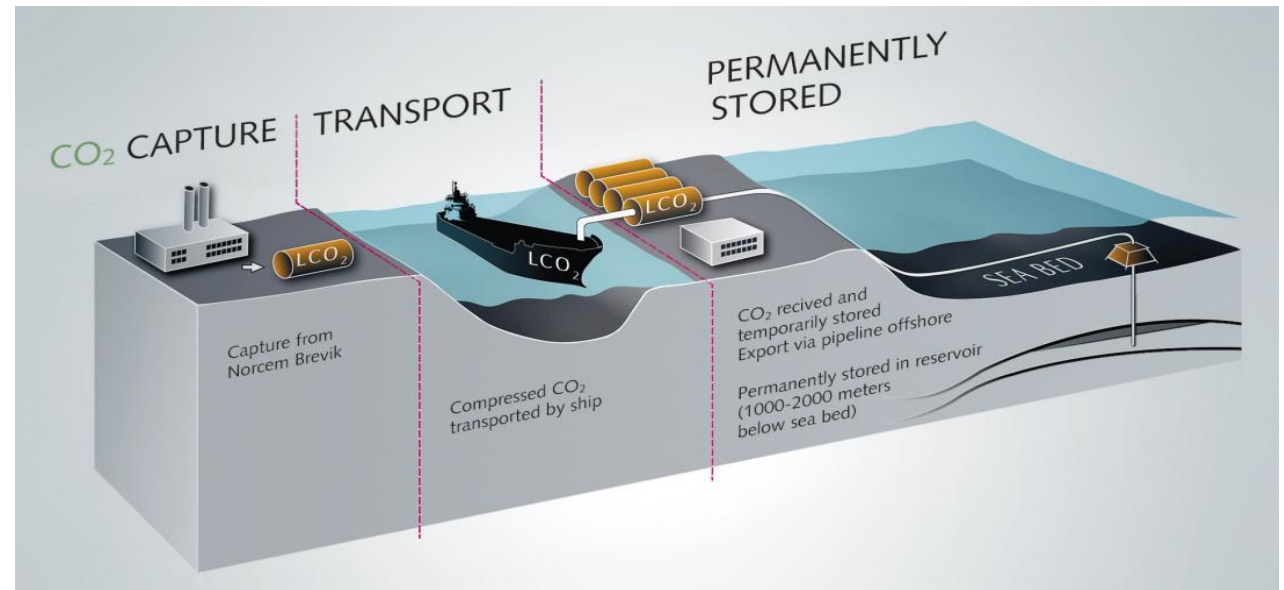 CO₂ CAPTURE
TRANSPORT
PERMANENTLY
STORED
LCO₂
LCO₂
LCO₂
SEA BED
Capture from
Norcem Brevik
Compressed CO₂
transported by ship
CO₂ recived and
temporarily stored
Export via pipeline offshore
Permanently stored in reservoir
(1000-2000 meters
below sea bed)